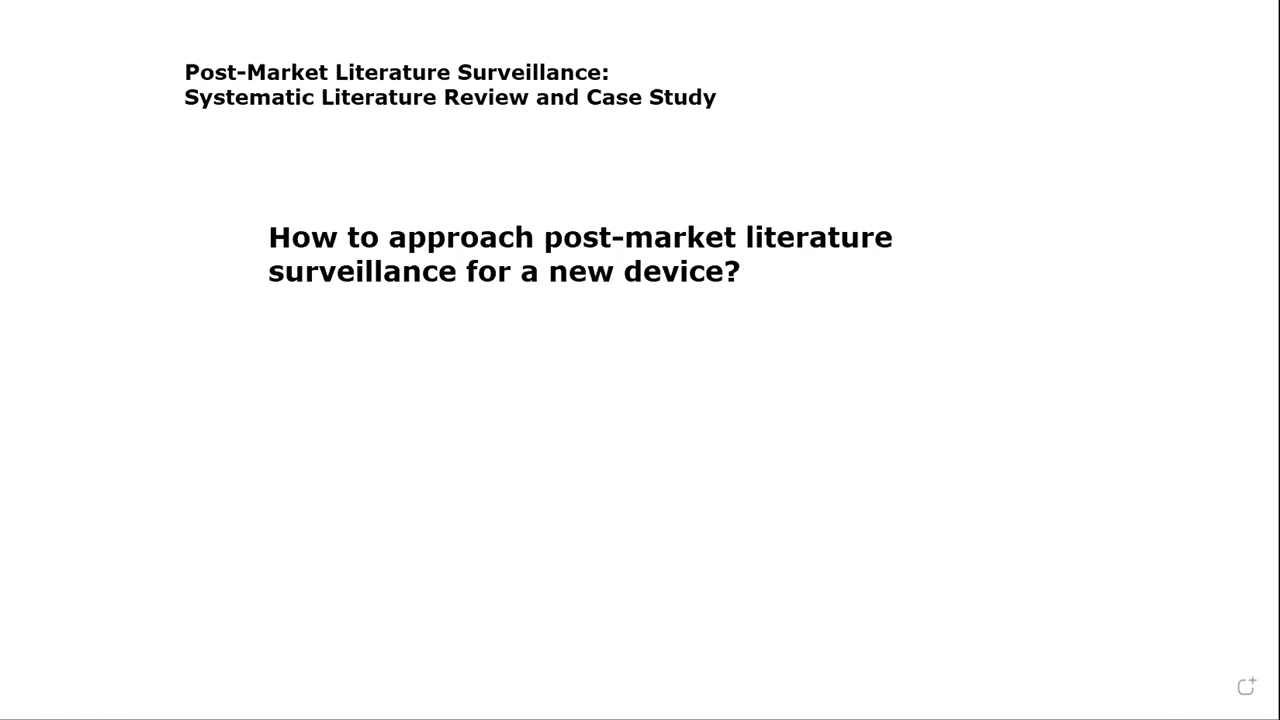 Post-Market Literature Surveillance:
Systematic Literature Review and Case Study
How to approach post-market literature
surveillance for a new device?